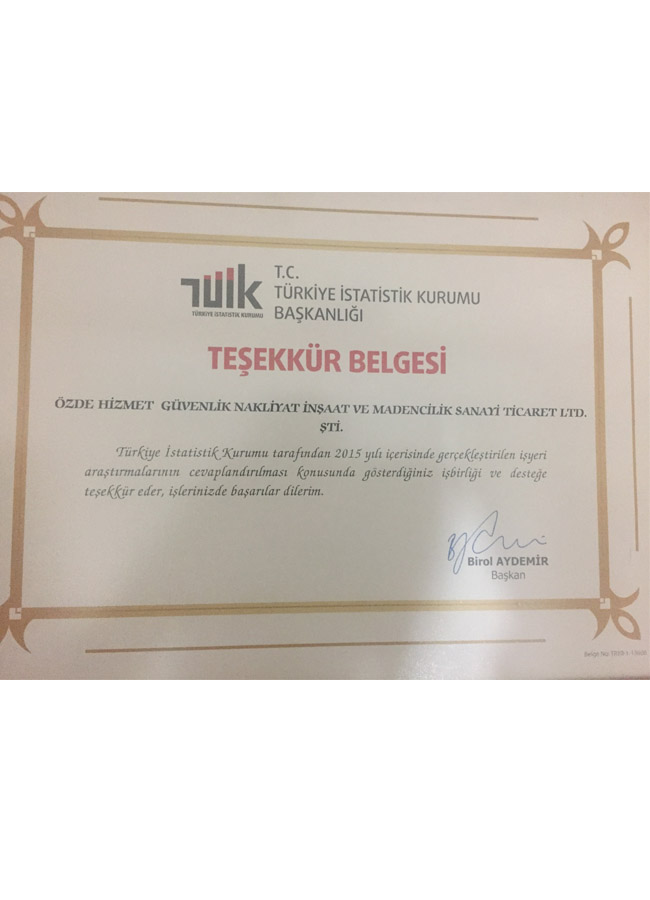 TÜİK
TÜRKİYE İSTATİSTİK KURUMU
T.C.
TÜRKİYE İSTATİSTİK KURUMU
BAŞKANLIĞI
TEŞEKKÜR BELGESİ
ÖZDE HİZMET GÜVENLİK NAKLİYAT İNŞAAT VE MADENCİLİK SANAYİ TİCARET LTD.
ŞTİ.
Türkiye İstatistik Kurumu tarafından 2015 yılı içerisinde gerçekleştirilen işyeri
araştırmalarının cevaplandırılması konusunda gösterdiğiniz işbirliği ve desteğe
teşekkür eder, işlerinizde başarılar dilerim.
Birol AYDEMİR
Başkan
Belge No: